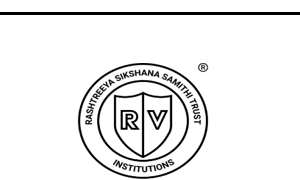 ®
RASHTREEYA SIKSHANA SAMITHI TRUST
RV
INSTITUTIONS